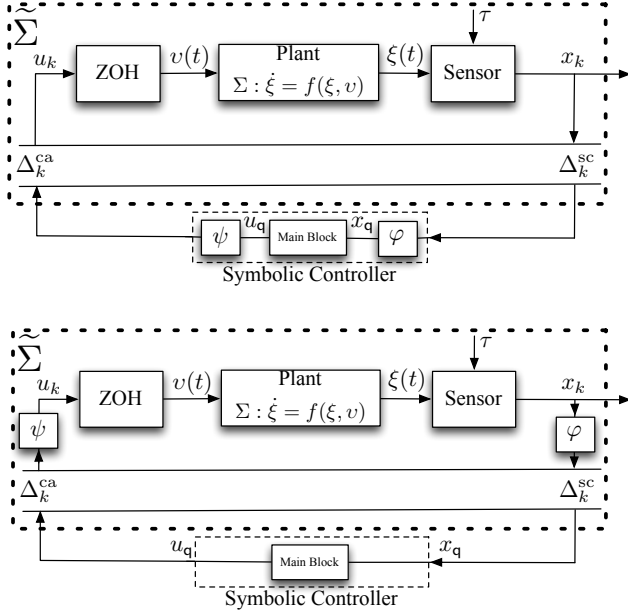 Σ̃
τ
u_k
ZOH
υ(t)
Plant
Σ : ξ̇ = f(ξ, υ)
ξ(t)
Sensor
x_k
Δ_k^ca
Δ_k^sc
ψ
u_q
Main Block
x_q
φ
Symbolic Controller
Σ̃
τ
u_k
ZOH
υ(t)
Plant
Σ : ξ̇ = f(ξ, υ)
ξ(t)
Sensor
x_k
ψ
φ
Δ_k^ca
Δ_k^sc
u_q
Main Block
x_q
Symbolic Controller